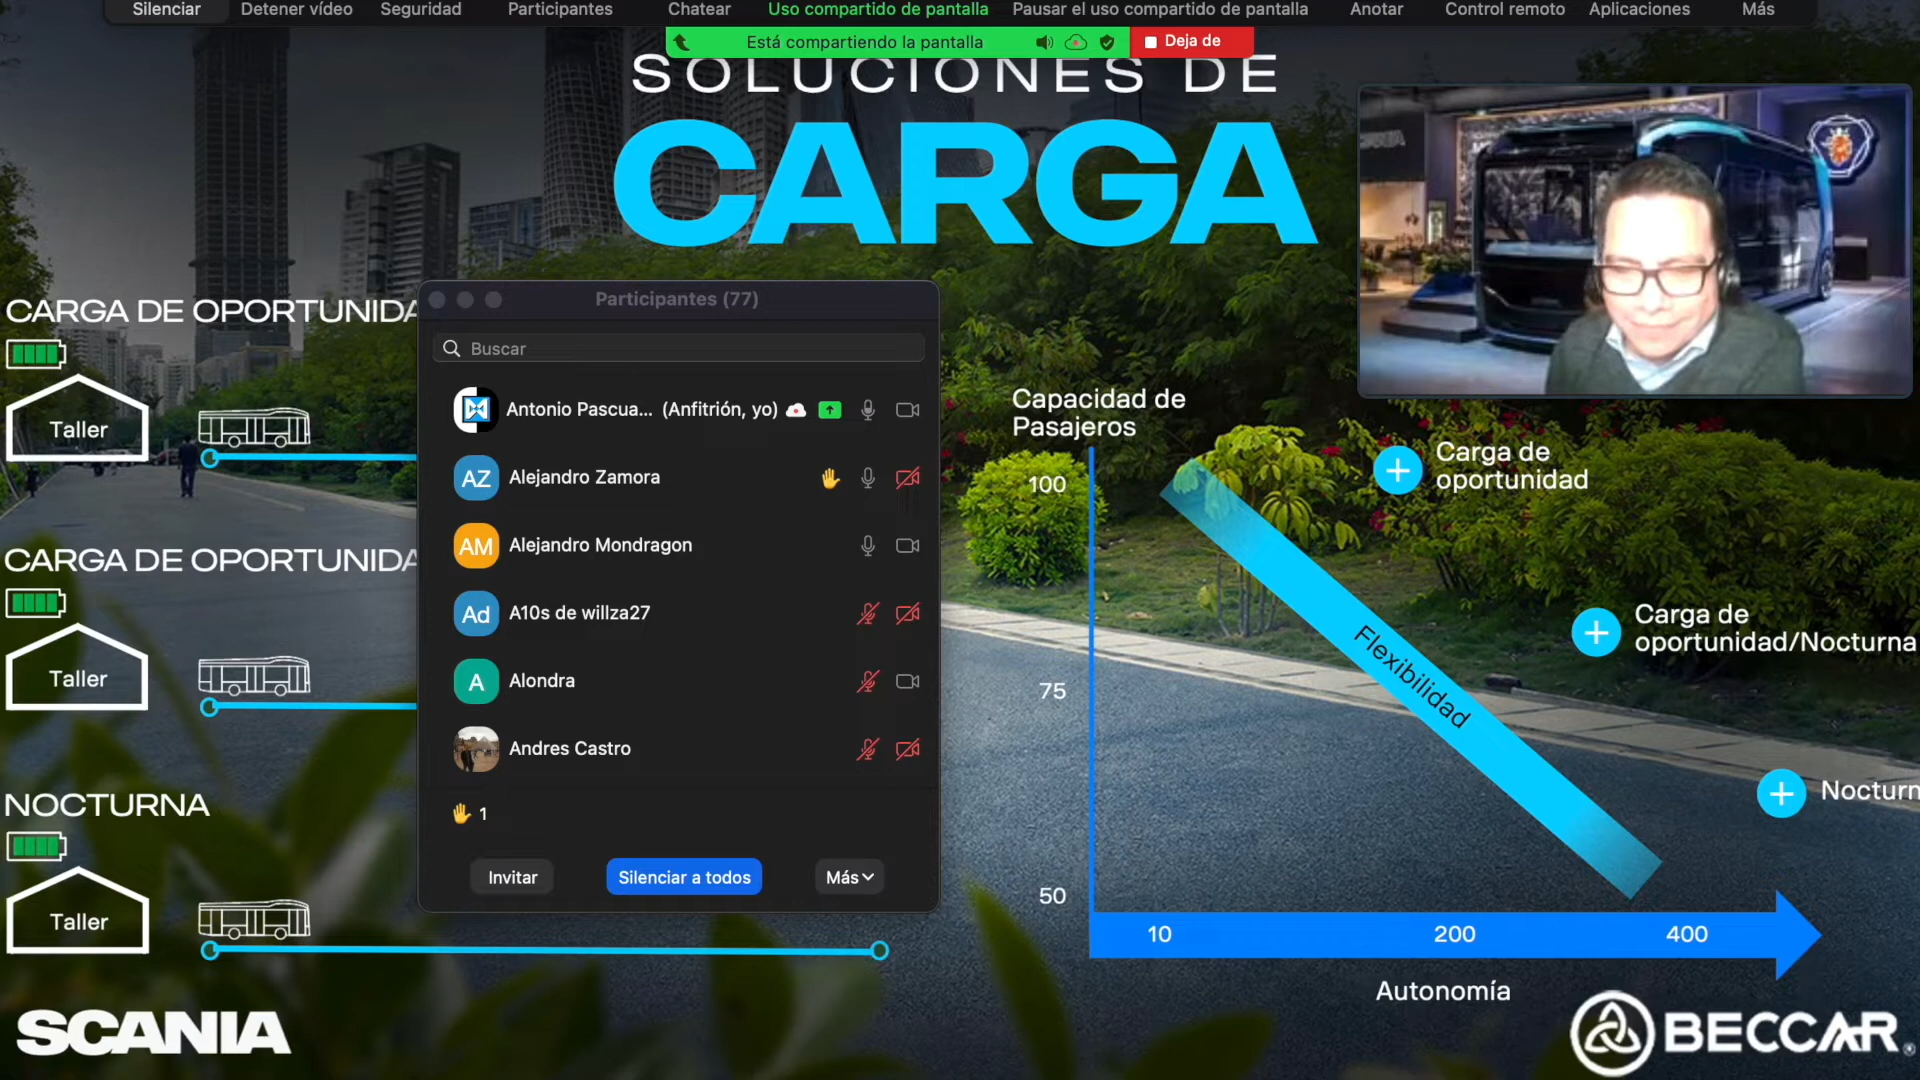 Silenciar
Detener vídeo
Seguridad
Participantes
Chatear
Uso compartido de pantalla
Pausar el uso compartido de pantalla
Anotar
Control remoto
Aplicaciones
Más
Está compartiendo la pantalla
Deja de
SOLUCIONES DE
CARGA
CARGA DE OPORTUNIDA
Taller
CARGA DE OPORTUNIDA
Taller
NOCTURNA
Taller
Participantes (77)
Buscar
Antonio Pascua... (Anfitrión, yo)
AZ Alejandro Zamora
AM Alejandro Mondragon
Ad A10s de willza27
A Alondra
Andres Castro
1
Invitar
Silenciar a todos
Más
Capacidad de
Pasajeros
100
75
50
Flexibilidad
Carga de
oportunidad
Carga de
oportunidad/Nocturna
Nocturn
10
200
400
Autonomía
SCANIA
BECCAR